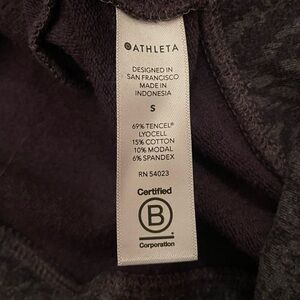 ATHLETA
DESIGNED IN
SAN FRANCISCO
MADE IN
INDONESIA
S
69% TENCEL®
LYOCELL
15% COTTON
10% MODAL
6% SPANDEX
RN 54023
Certified
B
Corporation